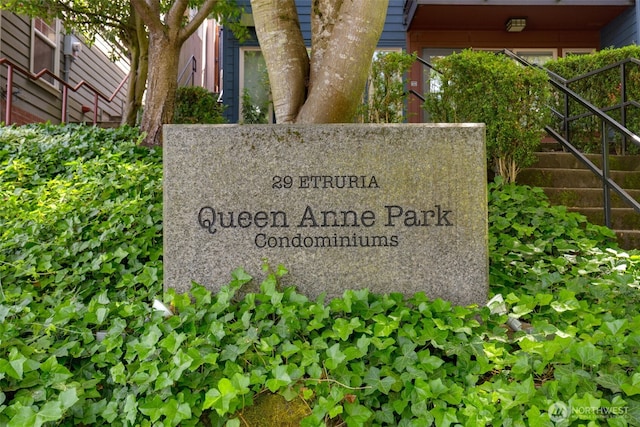 29 ETRURIA
Queen Anne Park
Condominiums
NORTHWEST